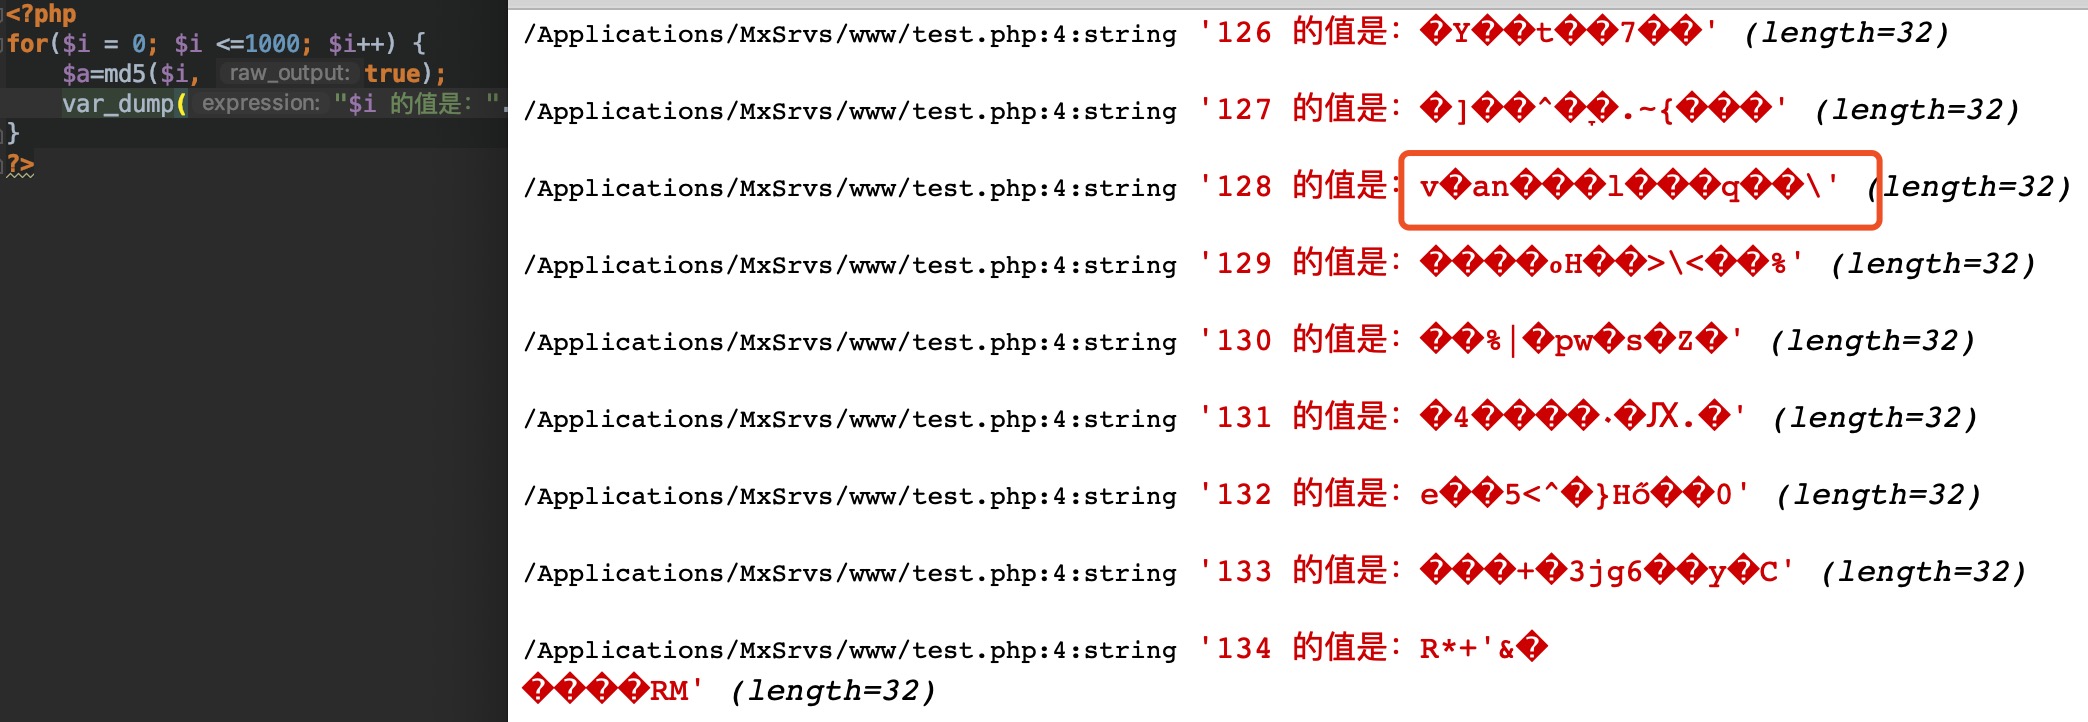 <?php
for($i = 0; $i <=1000; $i++) {
$a=md5($i, raw_output: true);
var_dump( expression: "$i 的值是: ".
}
?>
/Applications/MxSrvs/www/test.php:4:string '126 的值是: �Y��t��7��' (length=32)
/Applications/MxSrvs/www/test.php:4:string '127 的值是: �]��^��.~{���' (length=32)
/Applications/MxSrvs/www/test.php:4:string '128 的值是: v�an���l���q��\' (length=32)
/Applications/MxSrvs/www/test.php:4:string '129 的值是: ����ₒH��>\<��%' (length=32)
/Applications/MxSrvs/www/test.php:4:string '130 的值是: ��%|�pw�s�Z�' (length=32)
/Applications/MxSrvs/www/test.php:4:string '131 的值是: �4����·�Ԕ.�' (length=32)
/Applications/MxSrvs/www/test.php:4:string '132 的值是: e��5<^�}Hő��0' (length=32)
/Applications/MxSrvs/www/test.php:4:string '133 的值是: ���+�3jg6��y�C' (length=32)
/Applications/MxSrvs/www/test.php:4:string '134 的值是: R*+'&�
����RM' (length=32)